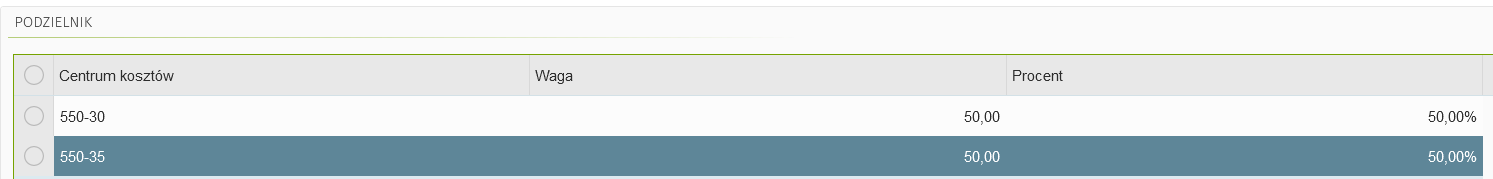 PODZIELNIK
Centrum kosztów Waga Procent
550-30 50,00 50,00%
550-35 50,00 50,00%